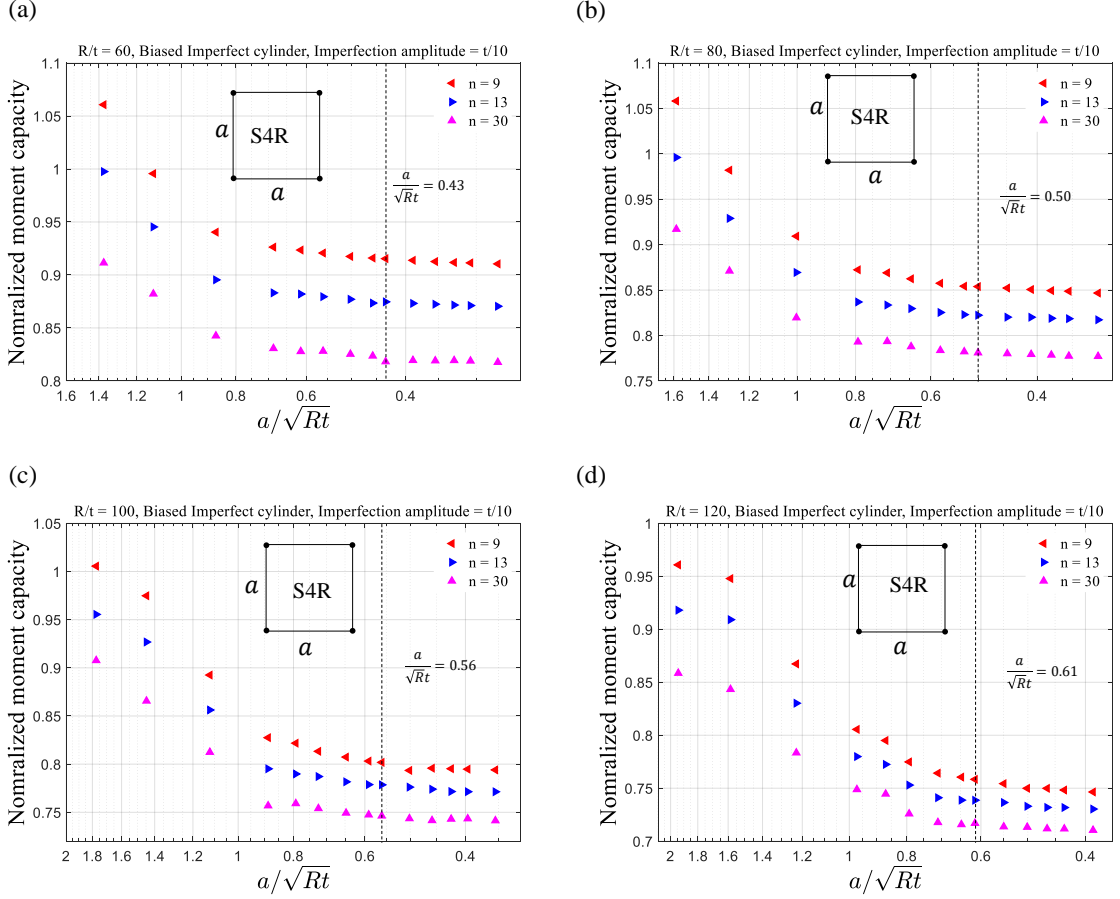 (a)
R/t = 60, Biased Imperfect cylinder, Imperfection amplitude = t/10
Nomralized moment capacity
1.1
1.05
1
0.95
0.9
0.85
0.8
n = 9
n = 13
n = 30
a
S4R
a
a/√Rt = 0.43
1.6 1.4 1.2 1 0.8 0.6 0.4
a/√Rt
(b)
R/t = 80, Biased Imperfect cylinder, Imperfection amplitude = t/10
Nomralized moment capacity
1.1
1.05
1
0.95
0.9
0.85
0.8
0.75
n = 9
n = 13
n = 30
a
S4R
a
a/√Rt = 0.50
1.6 1.4 1.2 1 0.8 0.6 0.4
a/√Rt
(c)
R/t = 100, Biased Imperfect cylinder, Imperfection amplitude = t/10
Nomralized moment capacity
1.05
1
0.95
0.9
0.85
0.8
0.75
n = 9
n = 13
n = 30
a
S4R
a
a/√Rt = 0.56
2 1.8 1.6 1.4 1.2 1 0.8 0.6 0.4
a/√Rt
(d)
R/t = 120, Biased Imperfect cylinder, Imperfection amplitude = t/10
Nomralized moment capacity
1
0.95
0.9
0.85
0.8
0.75
0.7
n = 9
n = 13
n = 30
a
S4R
a
a/√Rt = 0.61
2 1.8 1.6 1.4 1.2 1 0.8 0.6 0.4
a/√Rt